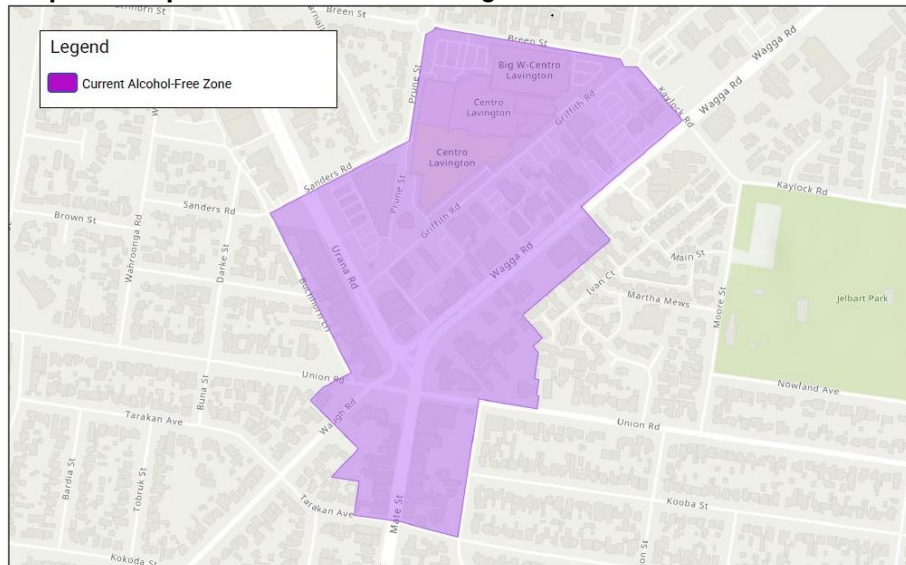 Legend
Current Alcohol-Free Zone
Breen St
Breen St
Wagga Rd
Big W-Centro
Lavington
Prune St
Kaylock Rd
Wagga Rd
Centro
Lavington
Griffith Rd
Centro
Lavington
Sanders Rd
Kaylock Rd
Prune St
Sanders Rd
Brown St
Griffith Rd
Wahroonga Rd
Darke St
Urana Rd
Wagga Rd
Main St
Ivan Ct
Martha Mews
Moore St
Jelbart Park
Union Rd
Nowland Ave
Buna St
Waugh Rd
Tarakan Ave
Union Rd
Bardia St
Tobruk St
Tarakan Ave
Mate St
Kooba St
Kokoda St